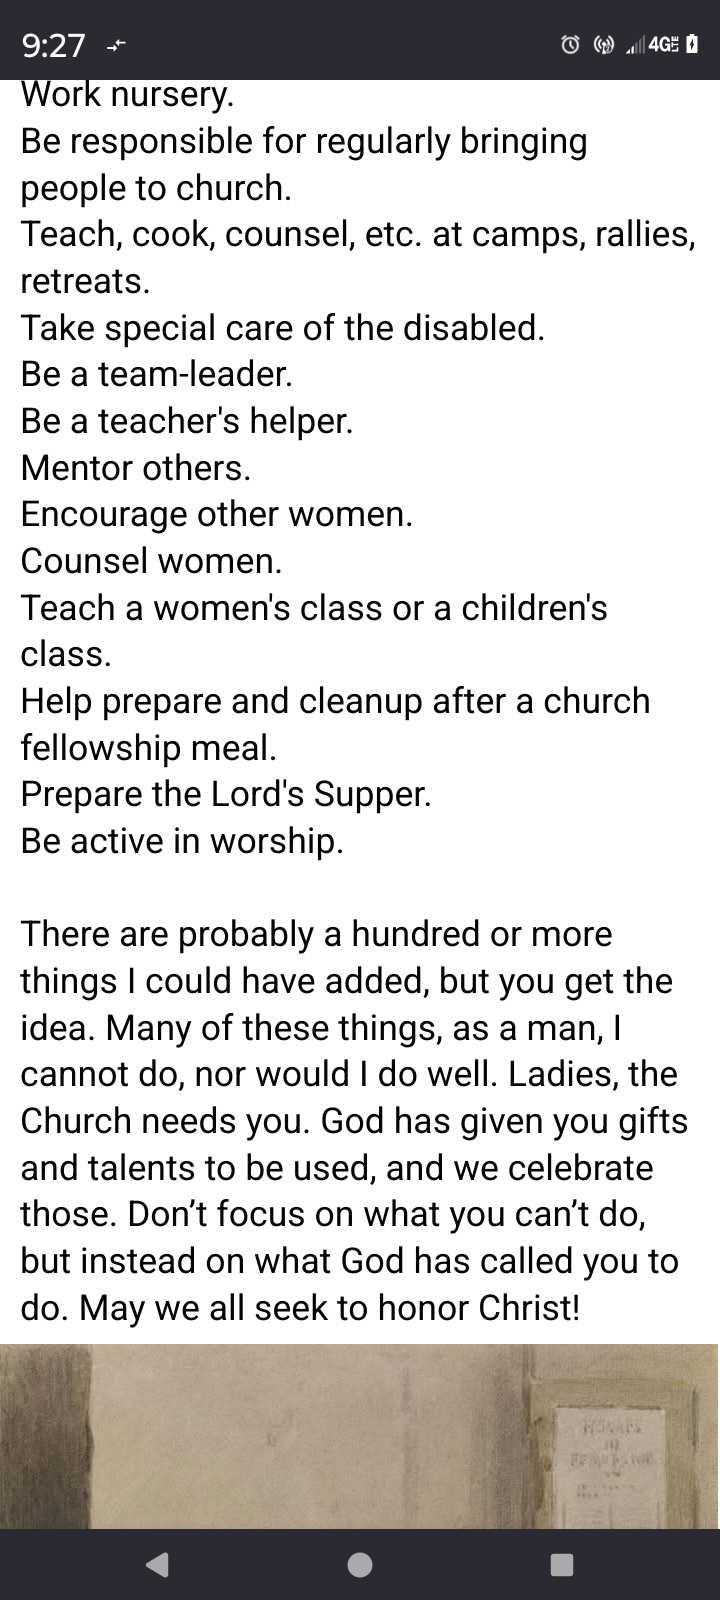 9:27
4G LTE
Work nursery.
Be responsible for regularly bringing
people to church.
Teach, cook, counsel, etc. at camps, rallies,
retreats.
Take special care of the disabled.
Be a team-leader.
Be a teacher's helper.
Mentor others.
Encourage other women.
Counsel women.
Teach a women's class or a children's
class.
Help prepare and cleanup after a church
fellowship meal.
Prepare the Lord's Supper.
Be active in worship.
There are probably a hundred or more
things I could have added, but you get the
idea. Many of these things, as a man, I
cannot do, nor would I do well. Ladies, the
Church needs you. God has given you gifts
and talents to be used, and we celebrate
those. Don’t focus on what you can’t do,
but instead on what God has called you to
do. May we all seek to honor Christ!